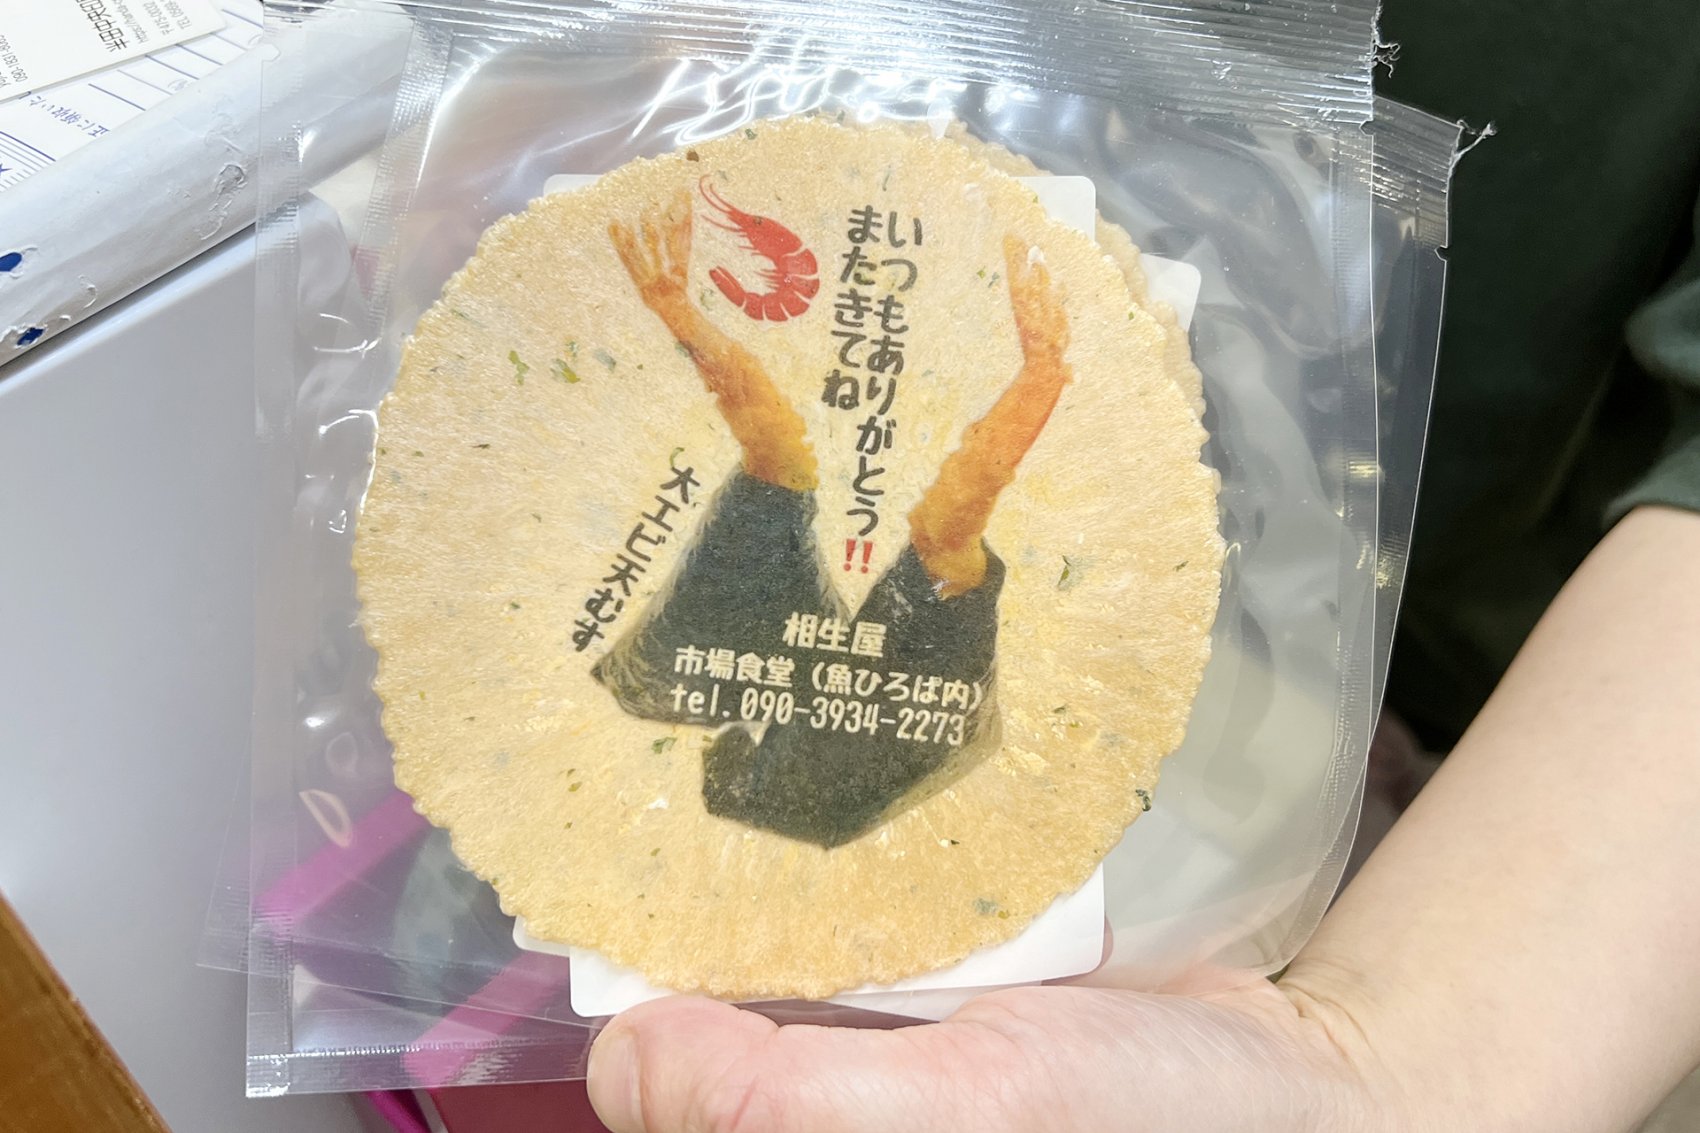 いつもありがとう!!
またきてね
大エビ天むす
相生屋
市場食堂(魚ひろば内)
tel.090-3934-2273